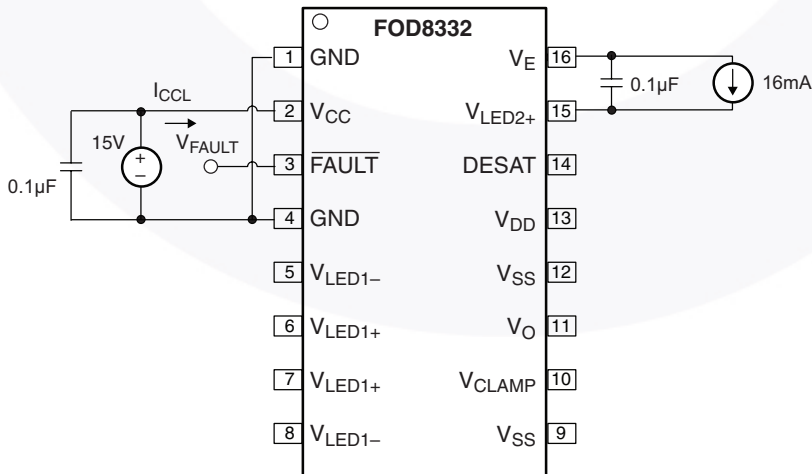 FOD8332
1 GND V_E 16
0.1µF 16mA
I_CCL
2 V_CC V_LED2+ 15
15V + −
V_FAULT
3 F̅A̅U̅L̅T̅ DESAT 14
0.1µF
4 GND V_DD 13
5 V_LED1− V_SS 12
6 V_LED1+ V_O 11
7 V_LED1+ V_CLAMP 10
8 V_LED1− V_SS 9